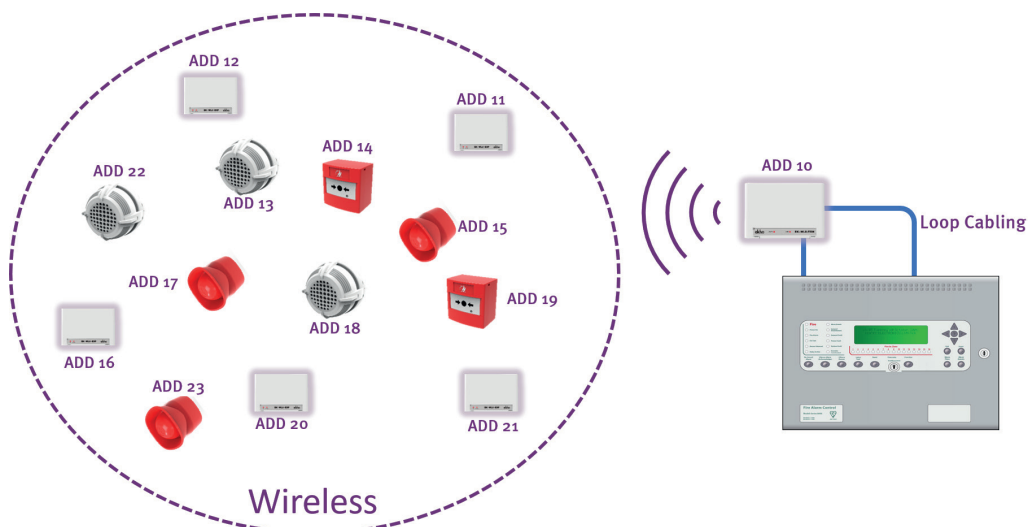 ADD 12
ADD 11
ADD 14
ADD 10
ADD 22
ADD 13
ADD 15
Loop Cabling
ADD 17
ADD 19
ADD 18
ADD 16
ADD 23
ADD 20
ADD 21
Fire Alarm Control
Wireless